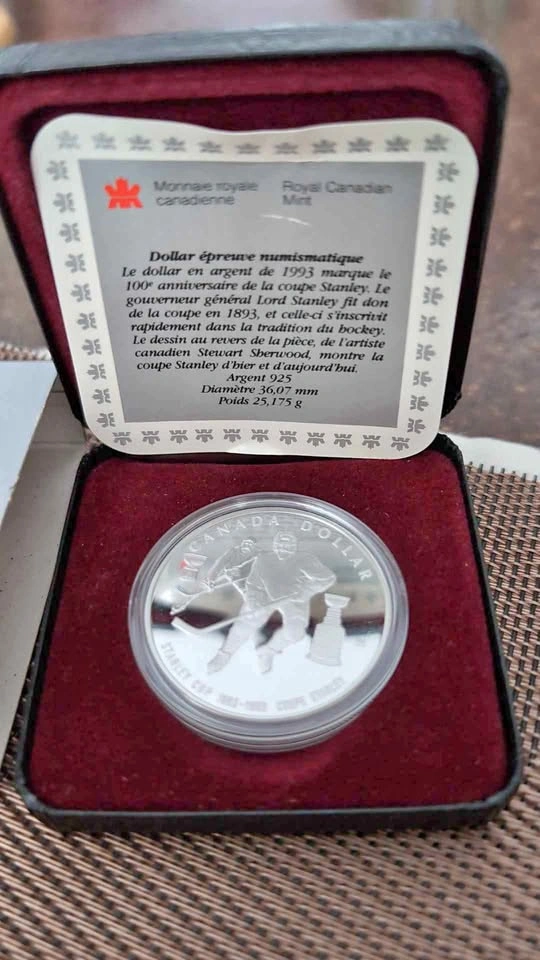 Monnaie royale canadienne
Royal Canadian Mint
Dollar épreuve numismatique
Le dollar en argent de 1993 marque le
100e anniversaire de la coupe Stanley. Le
gouverneur général Lord Stanley fit don
de la coupe en 1893, et celle-ci s'inscrivit
rapidement dans la tradition du hockey.
Le dessin au revers de la pièce, de l'artiste
canadien Stewart Sherwood, montre la
coupe Stanley d'hier et d'aujourd'hui.
Argent 925
Diamètre 36,07 mm
Poids 25,175 g
CANADA DOLLAR
STANLEY CUP 1893-1993 COUPE STANLEY